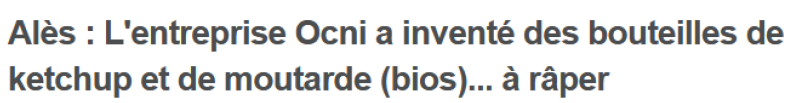 Alès : L'entreprise Ocni a inventé des bouteilles de
ketchup et de moutarde (bios)... à râper